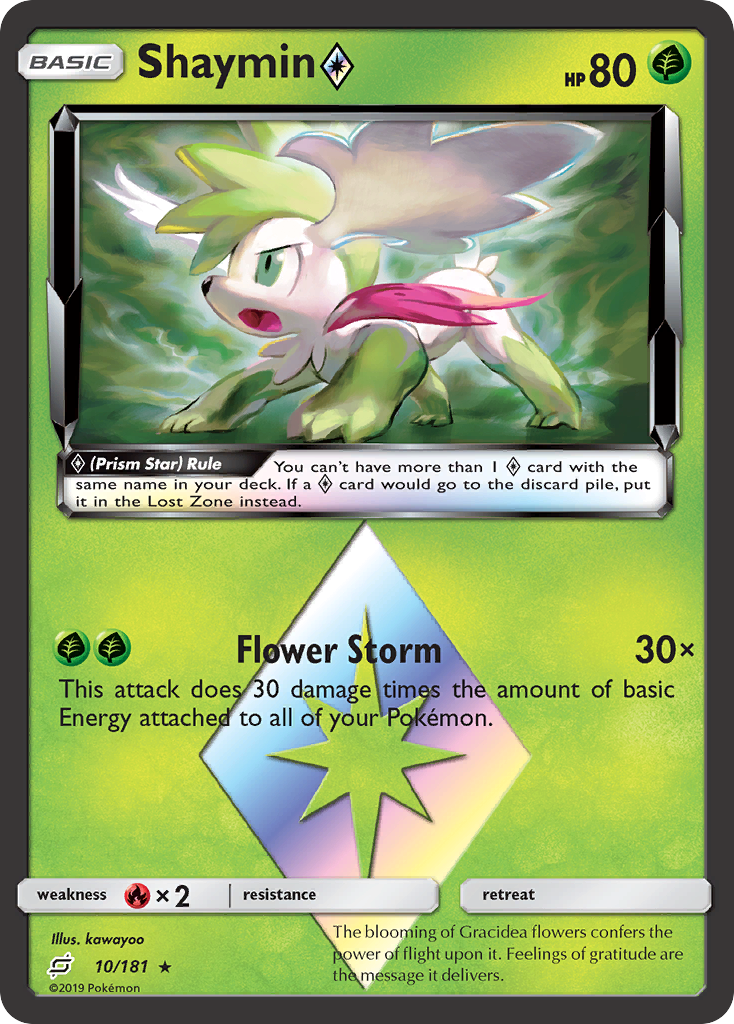 BASIC Shaymin HP 80
(Prism Star) Rule You can't have more than 1 card with the
same name in your deck. If a card would go to the discard pile, put
it in the Lost Zone instead.
Flower Storm 30×
This attack does 30 damage times the amount of basic
Energy attached to all of your Pokémon.
weakness × 2 resistance retreat
Illus. kawayoo
10/181 ★
©2019 Pokémon
The blooming of Gracidea flowers confers the
power of flight upon it. Feelings of gratitude are
the message it delivers.